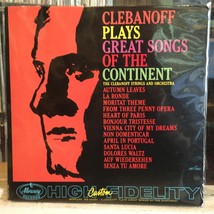 CLEBANOFF
PLAYS
GREAT SONGS
OF THE
CONTINENT
THE CLEBANOFF STRINGS AND ORCHESTRA
AUTUMN LEAVES
LA RONDE
MORITAT THEME
FROM THREE PENNY OPERA
HEART OF PARIS
BONJOUR TRISTESSE
VIENNA CITY OF MY DREAMS
NON DOMENTICAR
APRIL IN PORTUGAL
SANTA LUCIA
DOLORES WALTZ
AUF WIEDERSEHEN
SENZA TU AMORE
Mercury
HIGH FIDELITY
Custom